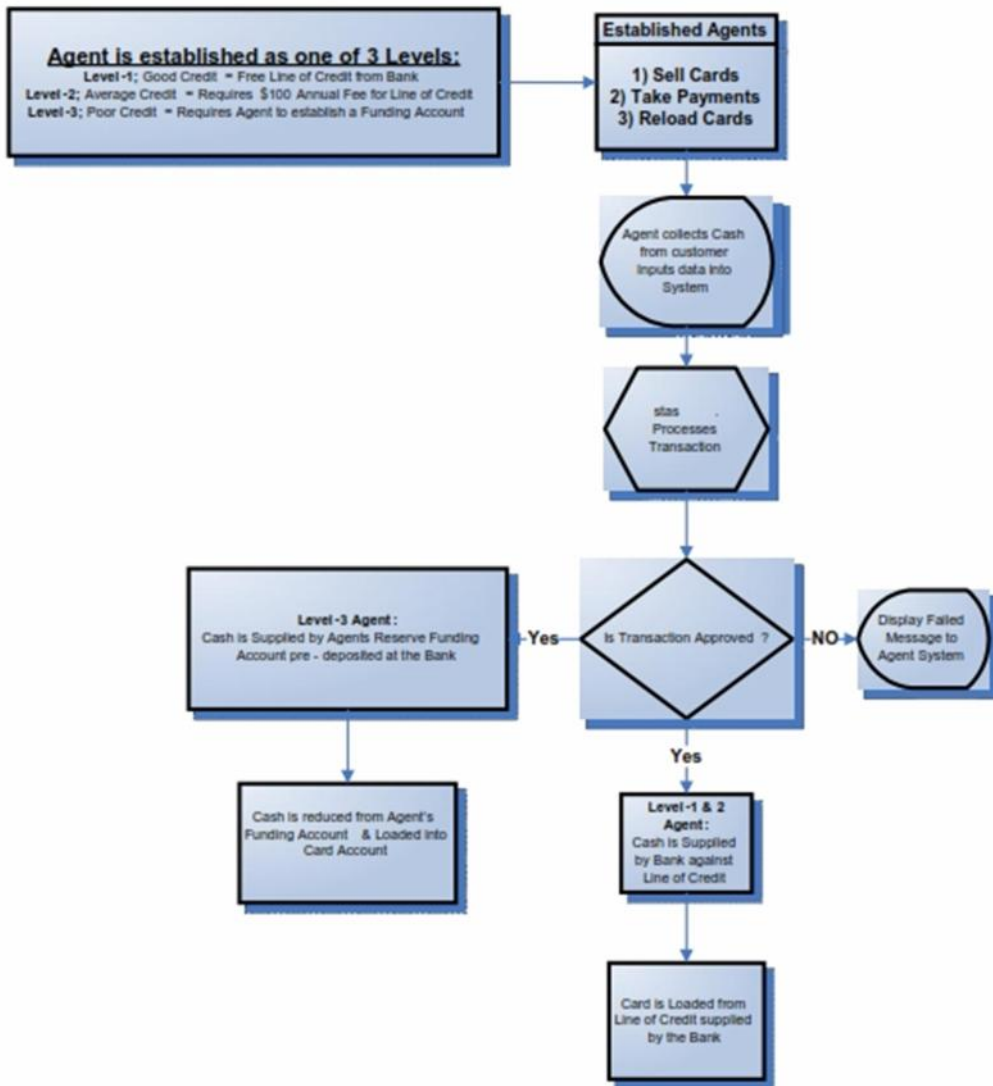 Agent is established as one of 3 Levels:
Level-1; Good Credit = Free Line of Credit from Bank
Level-2; Average Credit = Requires $100 Annual Fee for Line of Credit
Level-3; Poor Credit = Requires Agent to establish a Funding Account
Established Agents
1) Sell Cards
2) Take Payments
3) Reload Cards
Agent collects Cash
from customer
Inputs data into
System
stas .
Processes
Transaction
Is Transaction Approved ?
Yes
NO
Display Failed
Message to
Agent System
Level-3 Agent:
Cash is Supplied by Agents Reserve Funding
Account pre - deposited at the Bank
Cash is reduced from Agent's
Funding Account & Loaded into
Card Account
Yes
Level-1 & 2
Agent:
Cash is Supplied
by Bank against
Line of Credit
Card is Loaded from
Line of Credit supplied
by the Bank